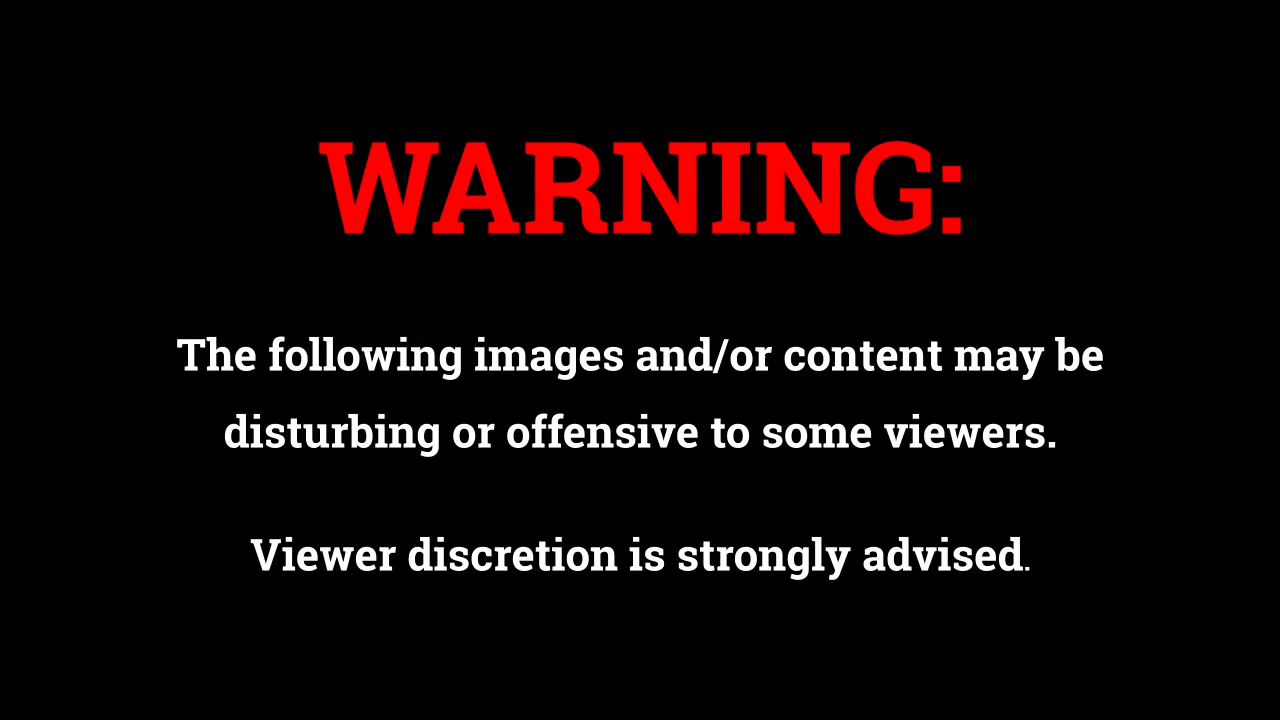 WARNING:
The following images and/or content may be
disturbing or offensive to some viewers.
Viewer discretion is strongly advised.